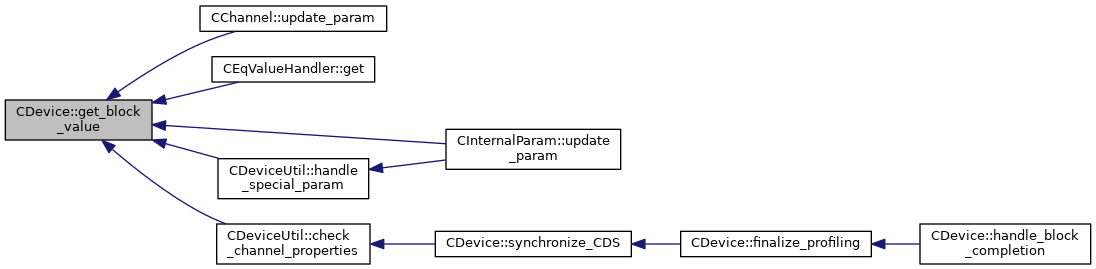 CChannel::update_param
CEqValueHandler::get
CDevice::get_block
_value
CInternalParam::update
_param
CDeviceUtil::handle
_special_param
CDeviceUtil::check
_channel_properties
CDevice::synchronize_CDS
CDevice::finalize_profiling
CDevice::handle_block
_completion